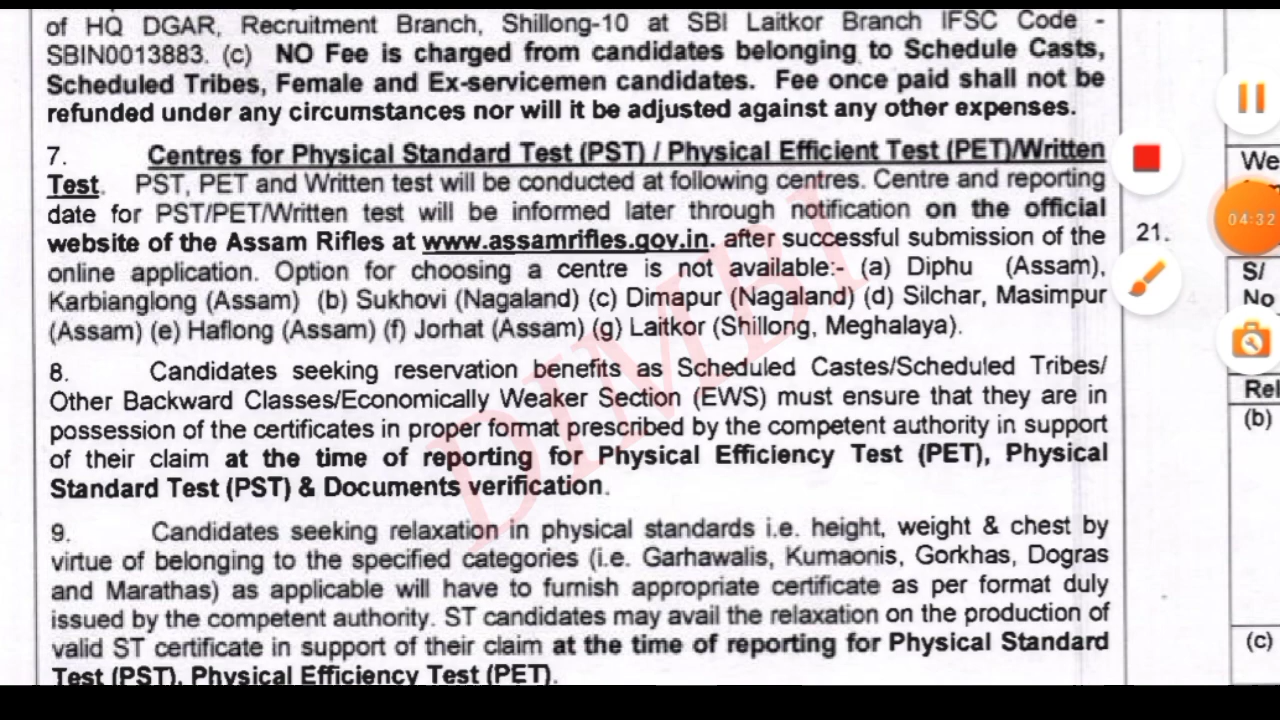 of HQ DGAR, Recruitment Branch, Shillong-10 at SBI Laitkor Branch IFSC Code -
SBIN0013883. (c) NO Fee is charged from candidates belonging to Schedule Casts,
Scheduled Tribes, Female and Ex-servicemen candidates. Fee once paid shall not be
refunded under any circumstances nor will it be adjusted against any other expenses.
7. Centres for Physical Standard Test (PST) / Physical Efficient Test (PET)/Written
Test. PST, PET and Written test will be conducted at following centres. Centre and reporting
date for PST/PET/Written test will be informed later through notification on the official
website of the Assam Rifles at www.assamrifles.gov.in. after successful submission of the
online application. Option for choosing a centre is not available:- (a) Diphu (Assam),
Karbianglong (Assam) (b) Sukhovi (Nagaland) (c) Dimapur (Nagaland) (d) Silchar, Masimpur
(Assam) (e) Haflong (Assam) (f) Jorhat (Assam) (g) Laitkor (Shillong, Meghalaya).
8. Candidates seeking reservation benefits as Scheduled Castes/Scheduled Tribes/
Other Backward Classes/Economically Weaker Section (EWS) must ensure that they are in
possession of the certificates in proper format prescribed by the competent authority in support
of their claim at the time of reporting for Physical Efficiency Test (PET), Physical
Standard Test (PST) & Documents verification.
9. Candidates seeking relaxation in physical standards i.e. height, weight & chest by
virtue of belonging to the specified categories (i.e. Garhawalis, Kumaonis, Gorkhas, Dogras
and Marathas) as applicable will have to furnish appropriate certificate as per format duly
issued by the competent authority. ST candidates may avail the relaxation on the production of
valid ST certificate in support of their claim at the time of reporting for Physical Standard
Test (PST), Physical Efficiency Test (PET).
DIMBI
We
04:32
21.
S/
No
Rel
(b)
(c)